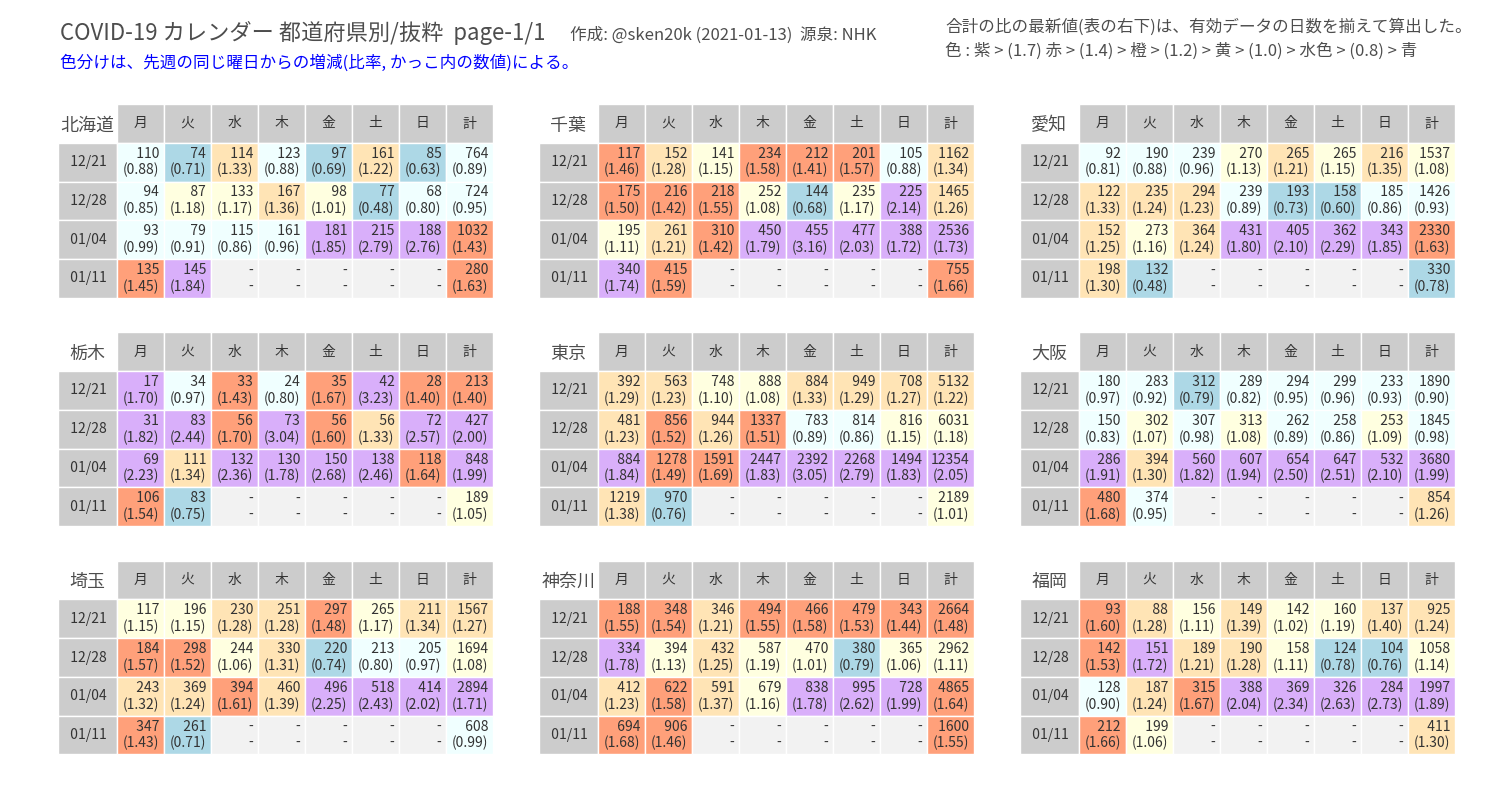 COVID-19 カレンダー 都道府県別/抜粋 page-1/1 作成: @sken20k (2021-01-13) 源泉: NHK
合計の比の最新値(表の右下)は、有効データの日数を揃えて算出した。
色分けは、先週の同じ曜日からの増減(比率, かっこ内の数値)による。
色 : 紫 > (1.7) 赤 > (1.4) 橙 > (1.2) 黄 > (1.0) > 水色 > (0.8) > 青
北海道 月 火 水 木 金 土 日 計
12/21 110 74 114 123 97 161 85 764
(0.88) (0.71) (1.33) (0.88) (0.69) (1.22) (0.63) (0.89)
12/28 94 87 133 167 98 77 68 724
(0.85) (1.18) (1.17) (1.36) (1.01) (0.48) (0.80) (0.95)
01/04 93 79 115 161 181 215 188 1032
(0.99) (0.91) (0.86) (0.96) (1.85) (2.79) (2.76) (1.43)
01/11 135 145 - - - - - 280
(1.45) (1.84) - - - - - (1.63)
千葉 月 火 水 木 金 土 日 計
12/21 117 152 141 234 212 201 105 1162
(1.46) (1.28) (1.15) (1.58) (1.41) (1.57) (0.88) (1.34)
12/28 175 216 218 252 144 235 225 1465
(1.50) (1.42) (1.55) (1.08) (0.68) (1.17) (2.14) (1.26)
01/04 195 261 310 450 455 477 388 2536
(1.11) (1.21) (1.42) (1.79) (3.16) (2.03) (1.72) (1.73)
01/11 340 415 - - - - - 755
(1.74) (1.59) - - - - - (1.66)
愛知 月 火 水 木 金 土 日 計
12/21 92 190 239 270 265 265 216 1537
(0.81) (0.88) (0.96) (1.13) (1.21) (1.15) (1.35) (1.08)
12/28 122 235 294 239 193 158 185 1426
(1.33) (1.24) (1.23) (0.89) (0.73) (0.60) (0.86) (0.93)
01/04 152 273 364 431 405 362 343 2330
(1.25) (1.16) (1.24) (1.80) (2.10) (2.29) (1.85) (1.63)
01/11 198 132 - - - - - 330
(1.30) (0.48) - - - - - (0.78)
栃木 月 火 水 木 金 土 日 計
12/21 17 34 33 24 35 42 28 213
(1.70) (0.97) (1.43) (0.80) (1.67) (3.23) (1.40) (1.40)
12/28 31 83 56 73 56 56 72 427
(1.82) (2.44) (1.70) (3.04) (1.60) (1.33) (2.57) (2.00)
01/04 69 111 132 130 150 138 118 848
(2.23) (1.34) (2.36) (1.78) (2.68) (2.46) (1.64) (1.99)
01/11 106 83 - - - - - 189
(1.54) (0.75) - - - - - (1.05)
東京 月 火 水 木 金 土 日 計
12/21 392 563 748 888 884 949 708 5132
(1.29) (1.23) (1.10) (1.08) (1.33) (1.29) (1.27) (1.22)
12/28 481 856 944 1337 783 814 816 6031
(1.23) (1.52) (1.26) (1.51) (0.89) (0.86) (1.15) (1.18)
01/04 884 1278 1591 2447 2392 2268 1494 12354
(1.84) (1.49) (1.69) (1.83) (3.05) (2.79) (1.83) (2.05)
01/11 1219 970 - - - - - 2189
(1.38) (0.76) - - - - - (1.01)
大阪 月 火 水 木 金 土 日 計
12/21 180 283 312 289 294 299 233 1890
(0.97) (0.92) (0.79) (0.82) (0.95) (0.96) (0.93) (0.90)
12/28 150 302 307 313 262 258 253 1845
(0.83) (1.07) (0.98) (1.08) (0.89) (0.86) (1.09) (0.98)
01/04 286 394 560 607 654 647 532 3680
(1.91) (1.30) (1.82) (1.94) (2.50) (2.51) (2.10) (1.99)
01/11 480 374 - - - - - 854
(1.68) (0.95) - - - - - (1.26)
埼玉 月 火 水 木 金 土 日 計
12/21 117 196 230 251 297 265 211 1567
(1.15) (1.15) (1.28) (1.28) (1.48) (1.17) (1.34) (1.27)
12/28 184 298 244 330 220 213 205 1694
(1.57) (1.52) (1.06) (1.31) (0.74) (0.80) (0.97) (1.08)
01/04 243 369 394 460 496 518 414 2894
(1.32) (1.24) (1.61) (1.39) (2.25) (2.43) (2.02) (1.71)
01/11 347 261 - - - - - 608
(1.43) (0.71) - - - - - (0.99)
神奈川 月 火 水 木 金 土 日 計
12/21 188 348 346 494 466 479 343 2664
(1.55) (1.54) (1.21) (1.55) (1.58) (1.53) (1.44) (1.48)
12/28 334 394 432 587 470 380 365 2962
(1.78) (1.13) (1.25) (1.19) (1.01) (0.79) (1.06) (1.11)
01/04 412 622 591 679 838 995 728 4865
(1.23) (1.58) (1.37) (1.16) (1.78) (2.62) (1.99) (1.64)
01/11 694 906 - - - - - 1600
(1.68) (1.46) - - - - - (1.55)
福岡 月 火 水 木 金 土 日 計
12/21 93 88 156 149 142 160 137 925
(1.60) (1.28) (1.11) (1.39) (1.02) (1.19) (1.40) (1.24)
12/28 142 151 189 190 158 124 104 1058
(1.53) (1.72) (1.21) (1.28) (1.11) (0.78) (0.76) (1.14)
01/04 128 187 315 388 369 326 284 1997
(0.90) (1.24) (1.67) (2.04) (2.34) (2.63) (2.73) (1.89)
01/11 212 199 - - - - - 411
(1.66) (1.06) - - - - - (1.30)